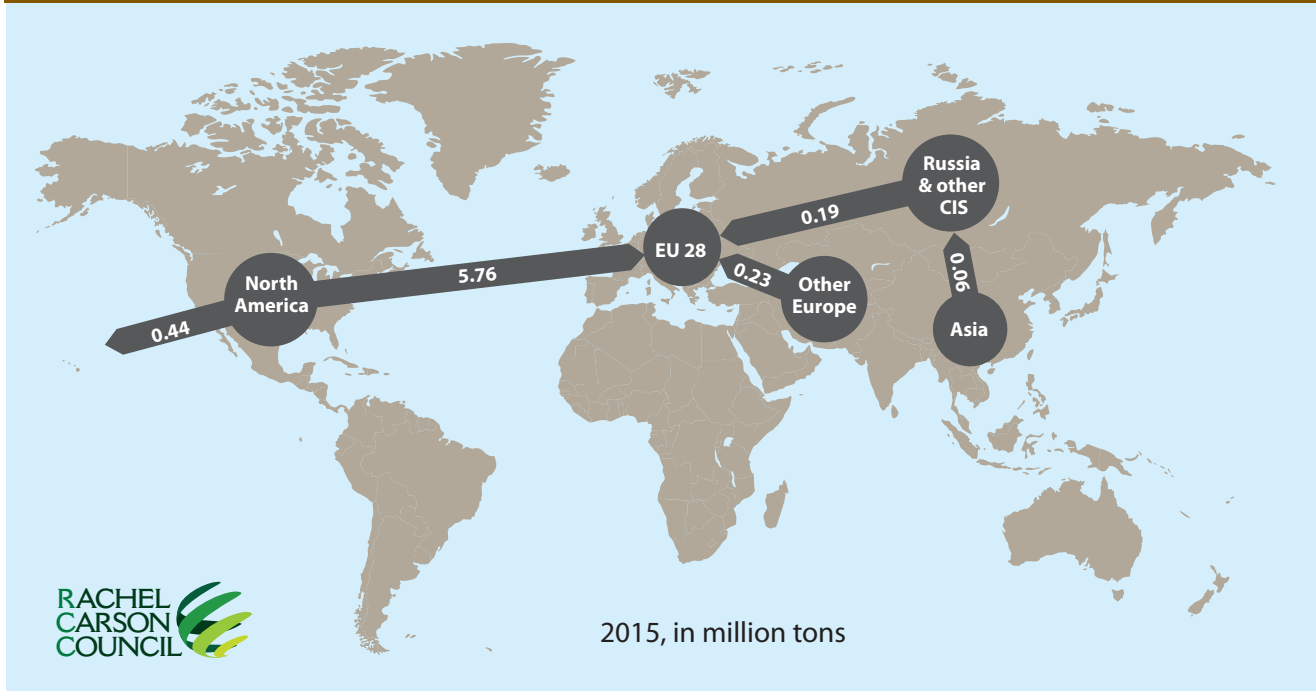 Russia
& other
CIS
0.19
EU 28
5.76
0.23
Other
Europe
0.06
North
America
0.44
Asia
RACHEL
CARSON
COUNCIL
2015, in million tons